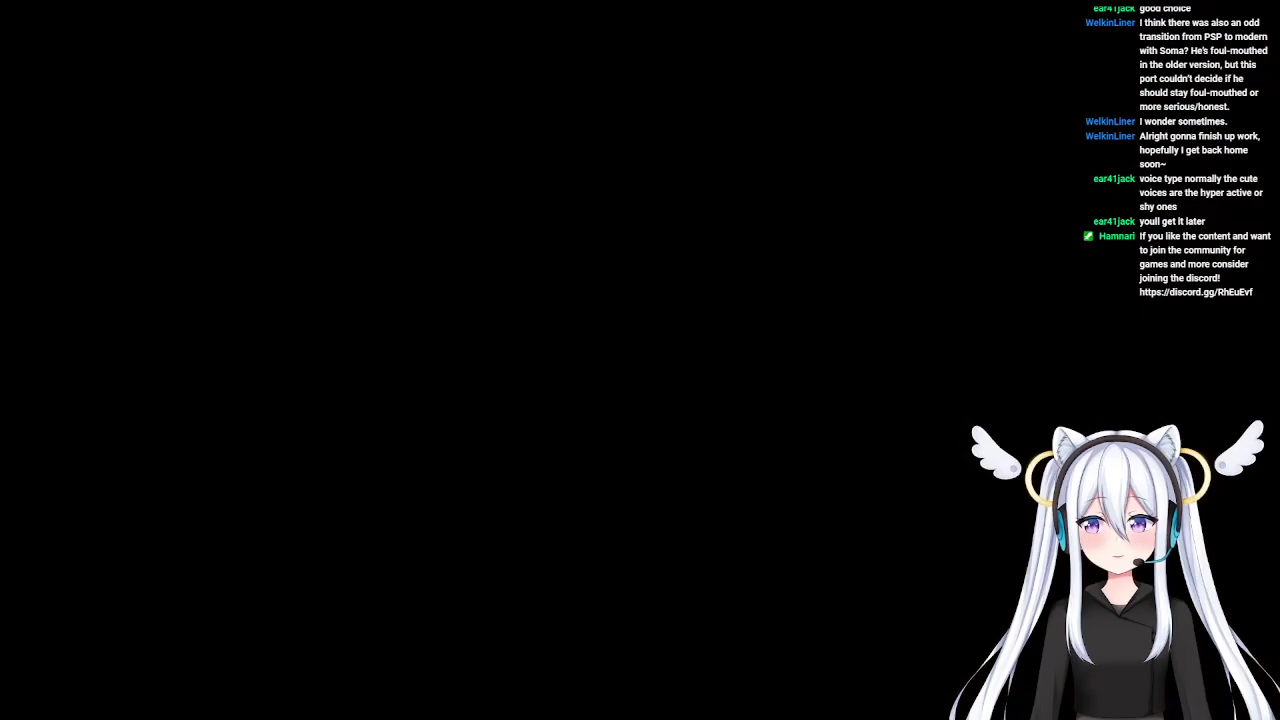 ear41jack good choice
WelkinLiner I think there was also an odd
transition from PSP to modern
with Soma? He's foul-mouthed
in the older version, but this
port couldn't decide if he
should stay foul-mouthed or
more serious/honest.
WelkinLiner I wonder sometimes.
WelkinLiner Alright gonna finish up work,
hopefully I get back home
soon~
ear41jack voice type normally the cute
voices are the hyper active or
shy ones
ear41jack youll get it later
Hamnari If you like the content and want
to join the community for
games and more consider
joining the discord!
https://discord.gg/RhEuEvf